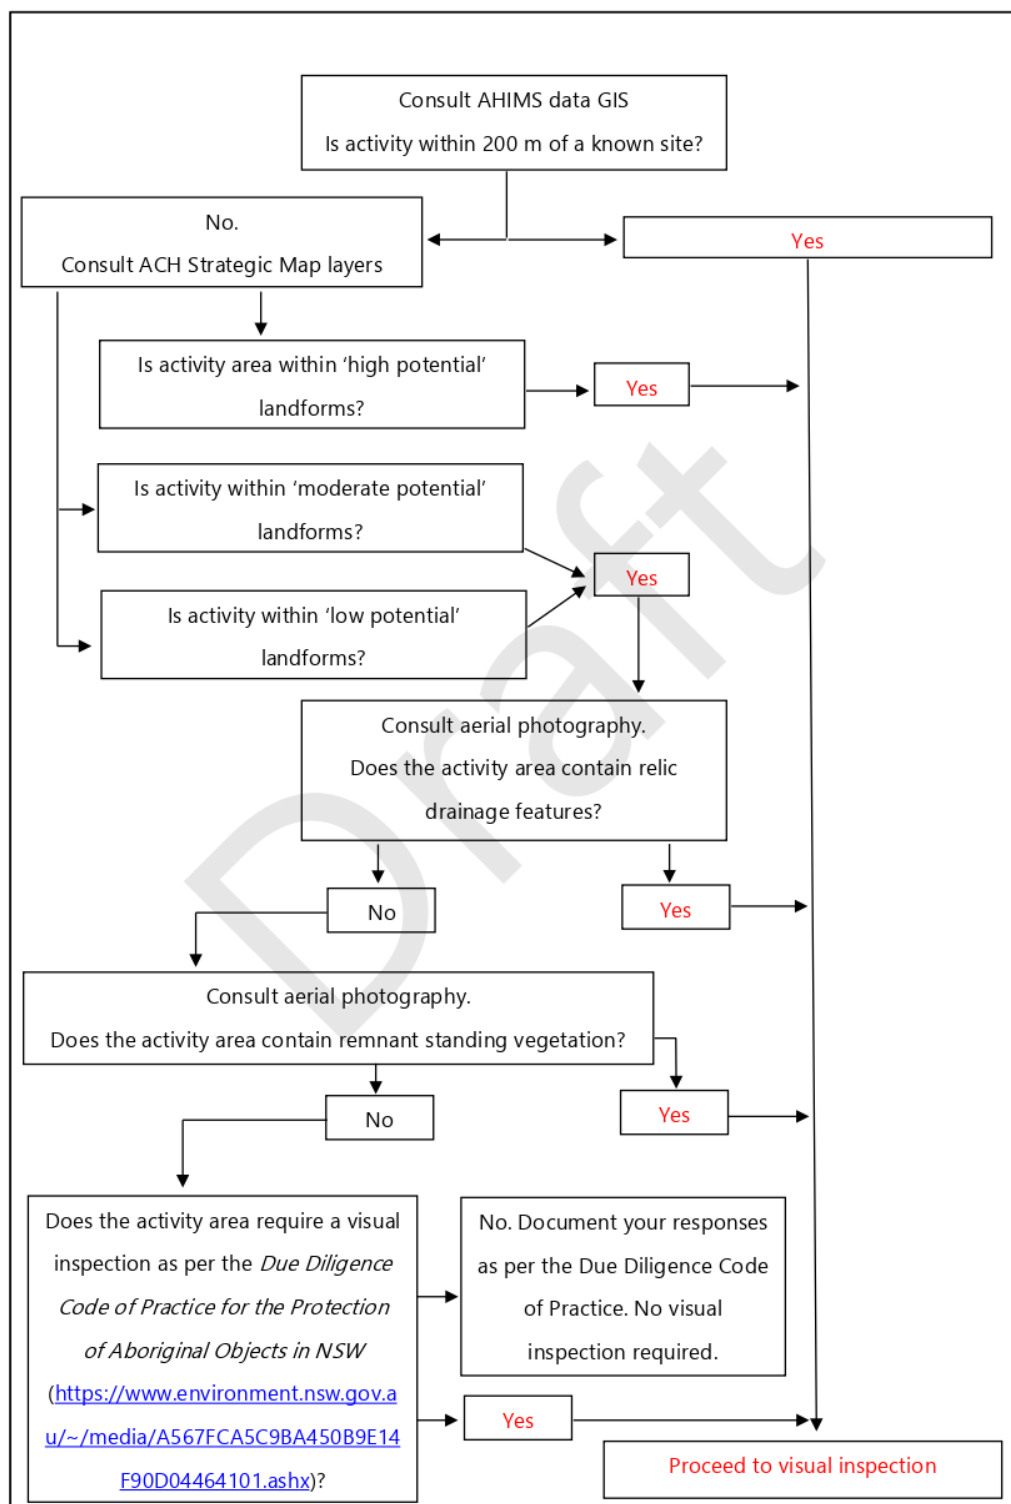 Consult AHIMS data GIS
Is activity within 200 m of a known site?
No.
Consult ACH Strategic Map layers
Yes
Is activity area within ‘high potential’
landforms?
Yes
Is activity within ‘moderate potential’
landforms?
Yes
Is activity within ‘low potential’
landforms?
Consult aerial photography.
Does the activity area contain relic
drainage features?
No
Yes
Consult aerial photography.
Does the activity area contain remnant standing vegetation?
No
Yes
Does the activity area require a visual
inspection as per the Due Diligence
Code of Practice for the Protection
of Aboriginal Objects in NSW
(https://www.environment.nsw.gov.a
u/~/media/A567FCA5C9BA450B9E14
F90D04464101.ashx)?
No. Document your responses
as per the Due Diligence Code
of Practice. No visual
inspection required.
Yes
Proceed to visual inspection
Draft